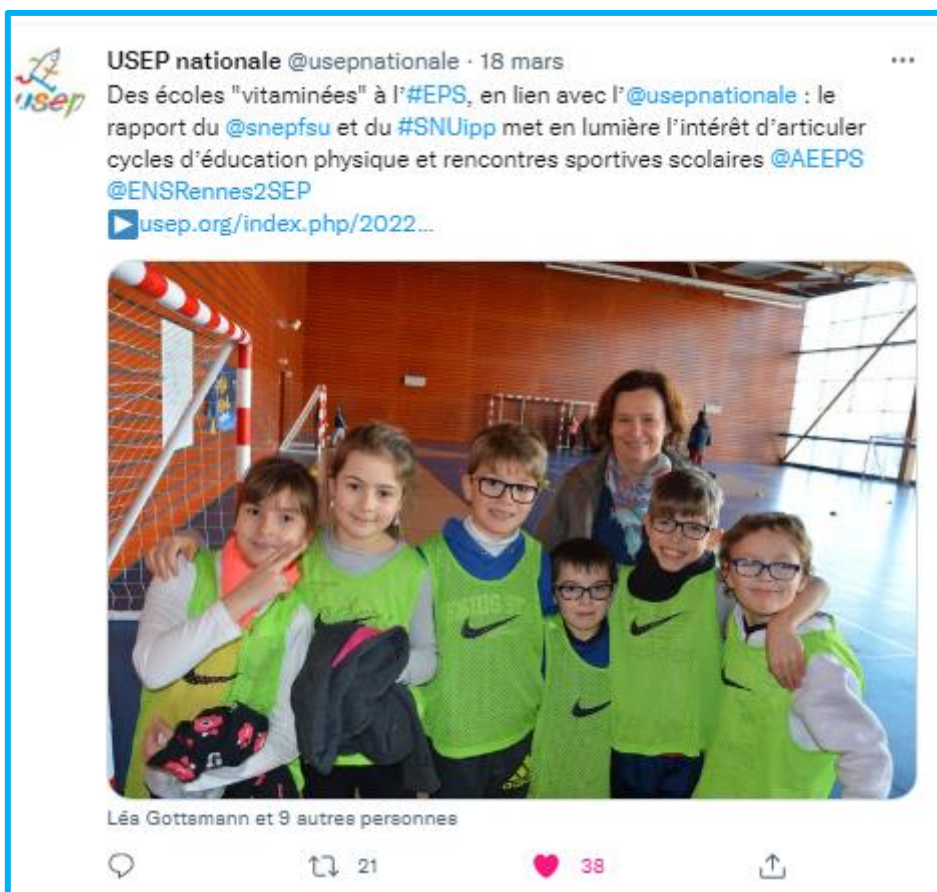 USEP nationale @usepnationale · 18 mars
usep
Des écoles "vitaminées" à l'#EPS, en lien avec l'@usepnationale : le
rapport du @snepfsu et du #SNUipp met en lumière l'intérêt d'articuler
cycles d'éducation physique et rencontres sportives scolaires @AEEPS
@ENSRennes2SEP
usep.org/index.php/2022...
Léa Gottsmann et 9 autres personnes
21 38